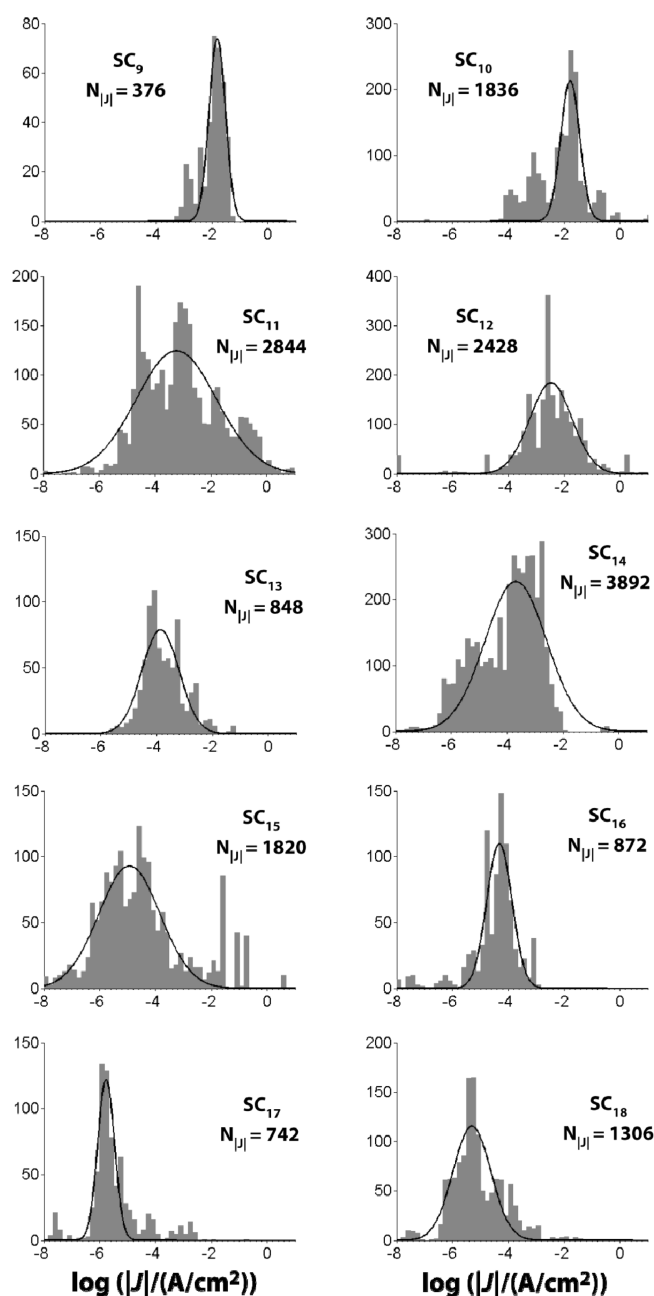 80
60
40
20
0
SC₉
N|J| = 376
-8 -6 -4 -2 0
300
200
100
0
SC₁₀
N|J| = 1836
-8 -6 -4 -2 0
200
150
100
50
0
SC₁₁
N|J| = 2844
-8 -6 -4 -2 0
400
300
200
100
0
SC₁₂
N|J| = 2428
-8 -6 -4 -2 0
150
100
50
0
SC₁₃
N|J| = 848
-8 -6 -4 -2 0
300
200
100
0
SC₁₄
N|J| = 3892
-8 -6 -4 -2 0
150
100
50
0
SC₁₅
N|J| = 1820
-8 -6 -4 -2 0
150
100
50
0
SC₁₆
N|J| = 872
-8 -6 -4 -2 0
150
100
50
0
SC₁₇
N|J| = 742
-8 -6 -4 -2 0
log (|J|/(A/cm²))
200
150
100
50
0
SC₁₈
N|J| = 1306
-8 -6 -4 -2 0
log (|J|/(A/cm²))